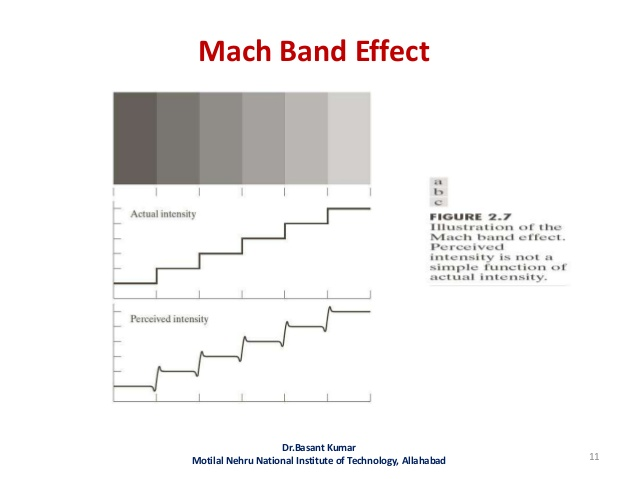 Mach Band Effect
Actual intensity
Perceived intensity
a
b
c
FIGURE 2.7
Illustration of the
Mach band effect.
Perceived
intensity is not a
simple function of
actual intensity.
Dr.Basant Kumar
Motilal Nehru National Institute of Technology, Allahabad
11